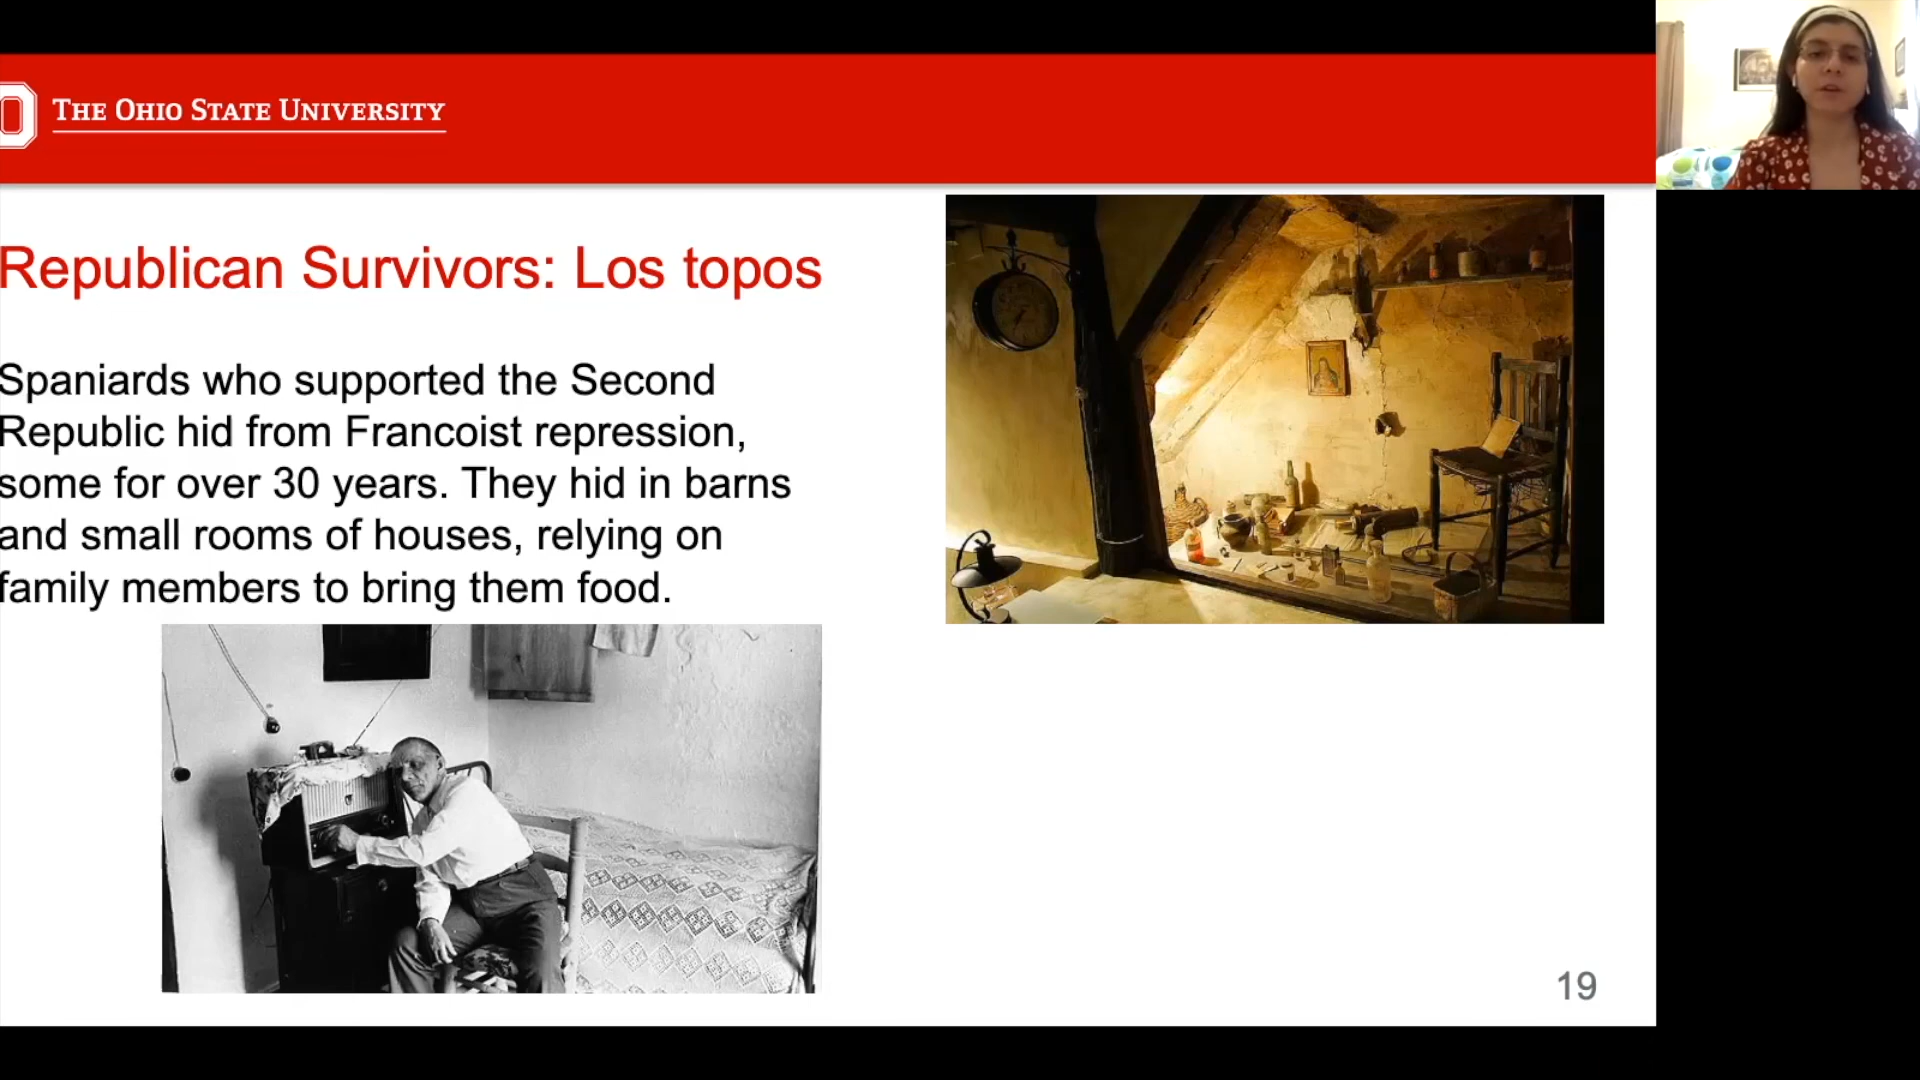 THE OHIO STATE UNIVERSITY
Republican Survivors: Los topos
Spaniards who supported the Second
Republic hid from Francoist repression,
some for over 30 years. They hid in barns
and small rooms of houses, relying on
family members to bring them food.
19